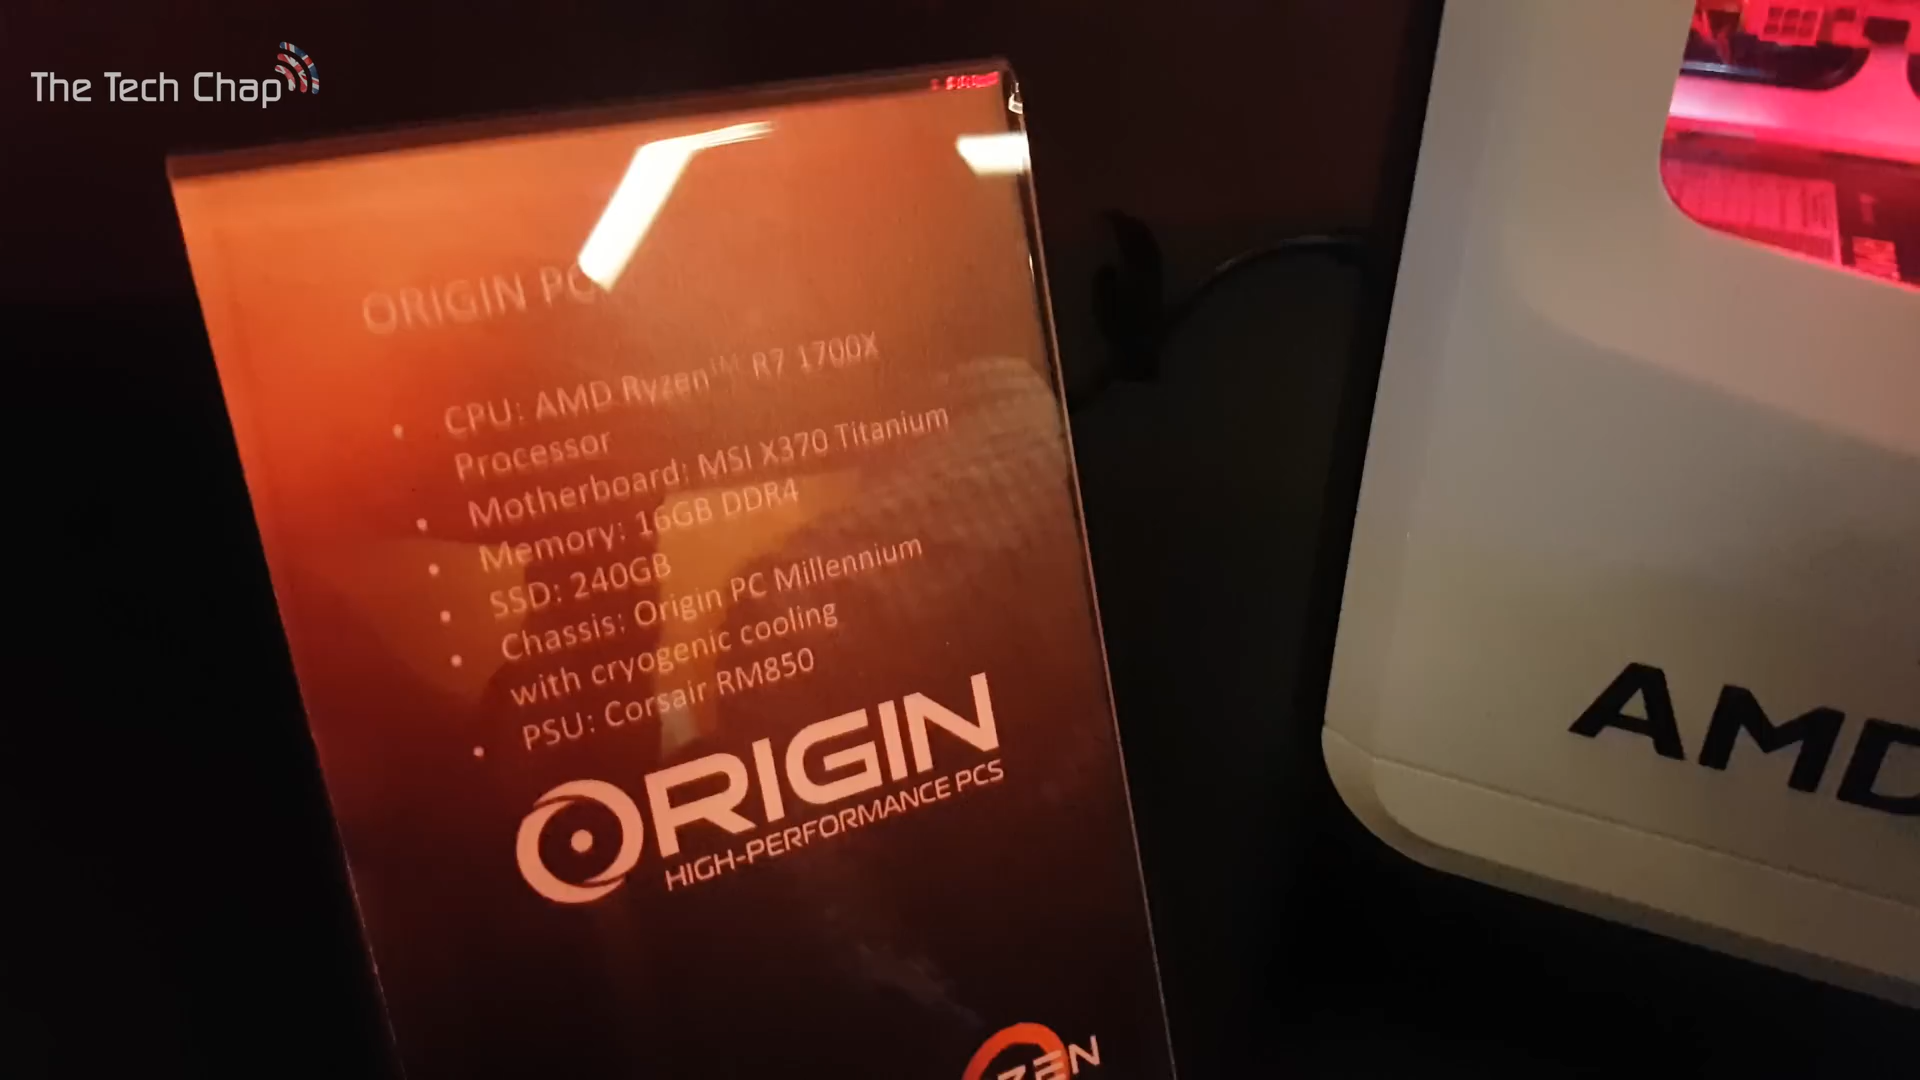 The Tech Chap
ORIGIN PC
CPU: AMD Ryzen™ R7 1700X
Processor
Motherboard: MSI X370 Titanium
Memory: 16GB DDR4
SSD: 240GB
Chassis: Origin PC Millennium
with cryogenic cooling
PSU: Corsair RM850
ORIGIN
HIGH-PERFORMANCE PCS
AMD